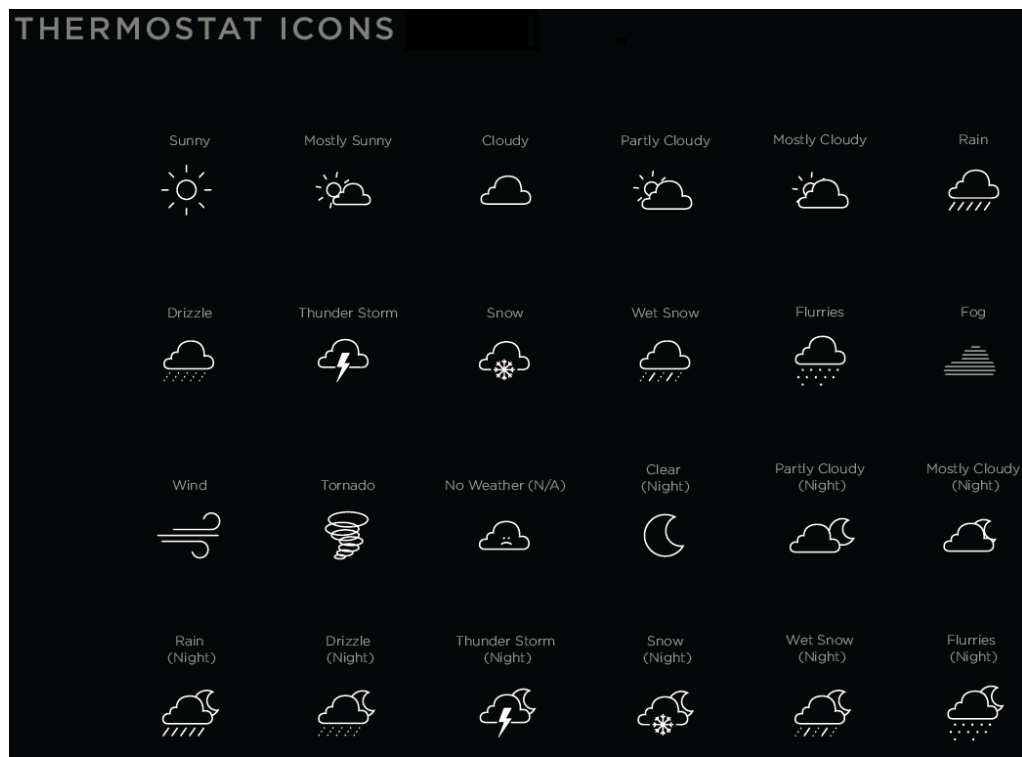 THERMOSTAT ICONS
Sunny
Mostly Sunny
Cloudy
Partly Cloudy
Mostly Cloudy
Rain
Drizzle
Thunder Storm
Snow
Wet Snow
Flurries
Fog
Wind
Tornado
No Weather (N/A)
Clear
(Night)
Partly Cloudy
(Night)
Mostly Cloudy
(Night)
Rain
(Night)
Drizzle
(Night)
Thunder Storm
(Night)
Snow
(Night)
Wet Snow
(Night)
Flurries
(Night)